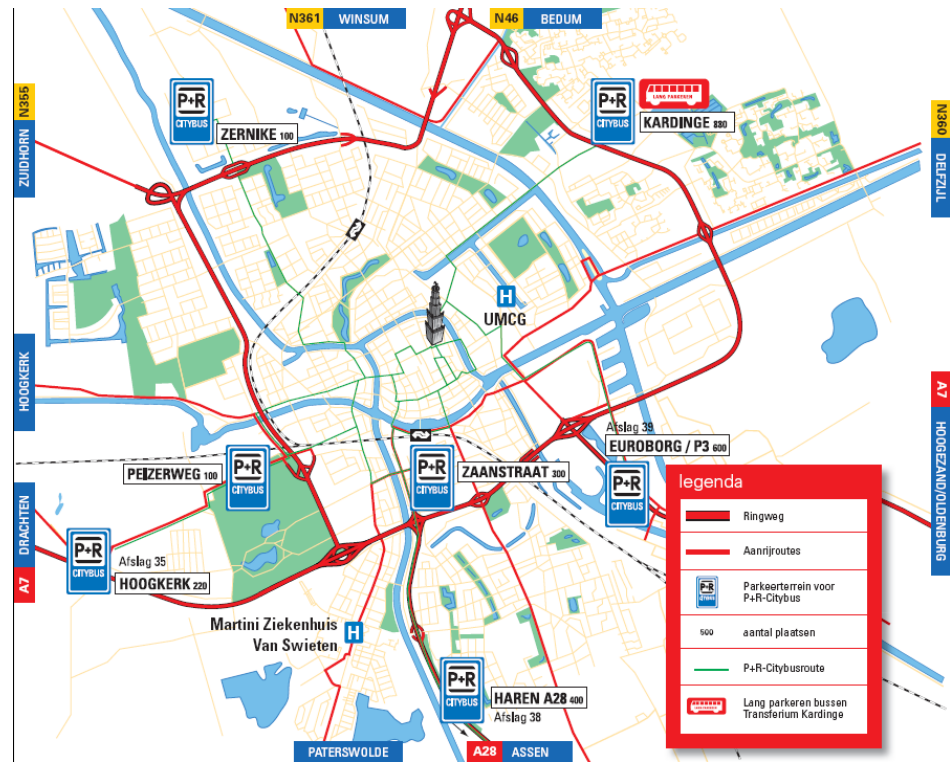 N361 WINSUM
N46 BEDUM
N355
ZUIDHORN
P+R
CITYBUS
ZERNIKE 100
P+R
CITYBUS
LANG PARKEREN
KARDINGE 880
N360
DELFZIJL
H
UMCG
HOOGKERK
A7
HOOGEZAND/OLDENBURG
Afslag 39
EUROBORG / P3 600
P+R
CITYBUS
PEIZERWEG 100
P+R
CITYBUS
P+R
CITYBUS
ZAANSTRAAT 300
DRACHTEN
A7
P+R
CITYBUS
Afslag 35
HOOGKERK 220
Martini Ziekenhuis
Van Swieten
H
P+R
CITYBUS
HAREN A28 400
Afslag 38
PATERSWOLDE
A28 ASSEN
legenda
Ringweg
Aanrijroutes
P+R
CITYBUS
Parkeerterrein voor
P+R-Citybus
500 aantal plaatsen
P+R-Citybusroute
LANG PARKEREN
Lang parkeren bussen
Transferium Kardinge